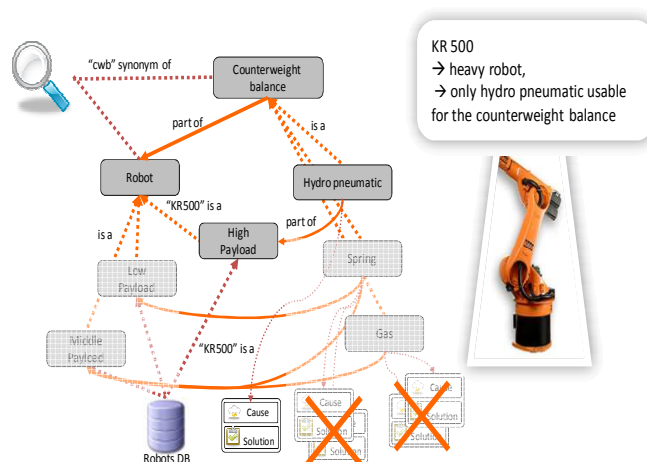 "cwb" synonym of
Counterweight
balance
KR 500
→ heavy robot,
→ only hydro pneumatic usable
for the counterweight balance
part of
is a
Robot
Hydro pneumatic
"KR500" is a
High
Payload
part of
is a
Low
Payload
Spring
Middle
Payload
"KR500" is a
Gas
Cause
Solution
Cause
Solution
Cause
Solution
Solution
Robots DB